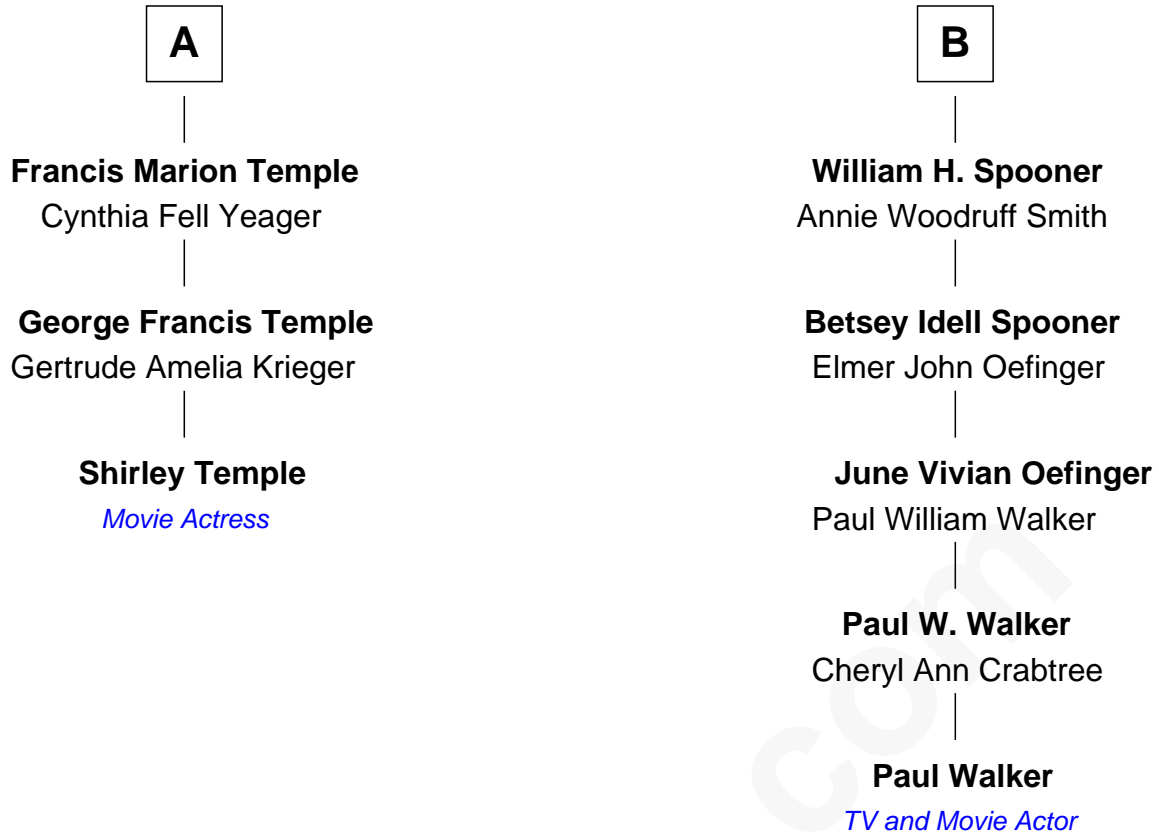 A
Francis Marion Temple
Cynthia Fell Yeager
George Francis Temple
Gertrude Amelia Krieger
Shirley Temple
Movie Actress
B
William H. Spooner
Annie Woodruff Smith
Betsey Idell Spooner
Elmer John Oefinger
June Vivian Oefinger
Paul William Walker
Paul W. Walker
Cheryl Ann Crabtree
Paul Walker
TV and Movie Actor
com